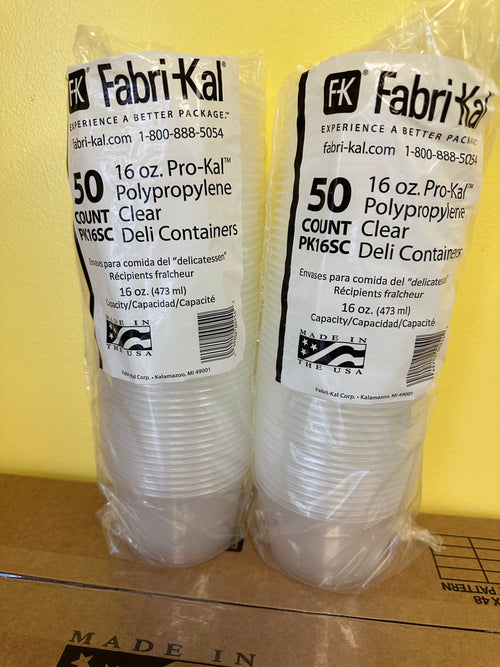 FK® Fabri-Kal®
EXPERIENCE A BETTER PACKAGE.™
fabri-kal.com 1-800-888-5054
50 16 oz. Pro-Kal™
Polypropylene
COUNT Clear
PK16SC Deli Containers
Envases para comida del "delicatessen"
Récipients fraîcheur
16 oz. (473 ml)
Capacity/Capacidad/Capacité
MADE IN
THE USA
Fabri-Kal Corp. • Kalamazoo, MI 49001
FK® Fabri-Kal
EXPERIENCE A BETTER PACKAGE
fabri-kal.com 1-800-888-5054
50 16 oz. Pro-Kal™
Polypropylene
COUNT Clear
PK16SC Deli Containers
Envases para comida del "delicatessen"
Récipients fraîcheur
16 oz. (473 ml)
Capacity/Capacidad/Capacité
MADE IN
THE USA
Fabri-Kal Corp. • Kalamazoo, MI 49001
X 48
PATTERN
MADE IN